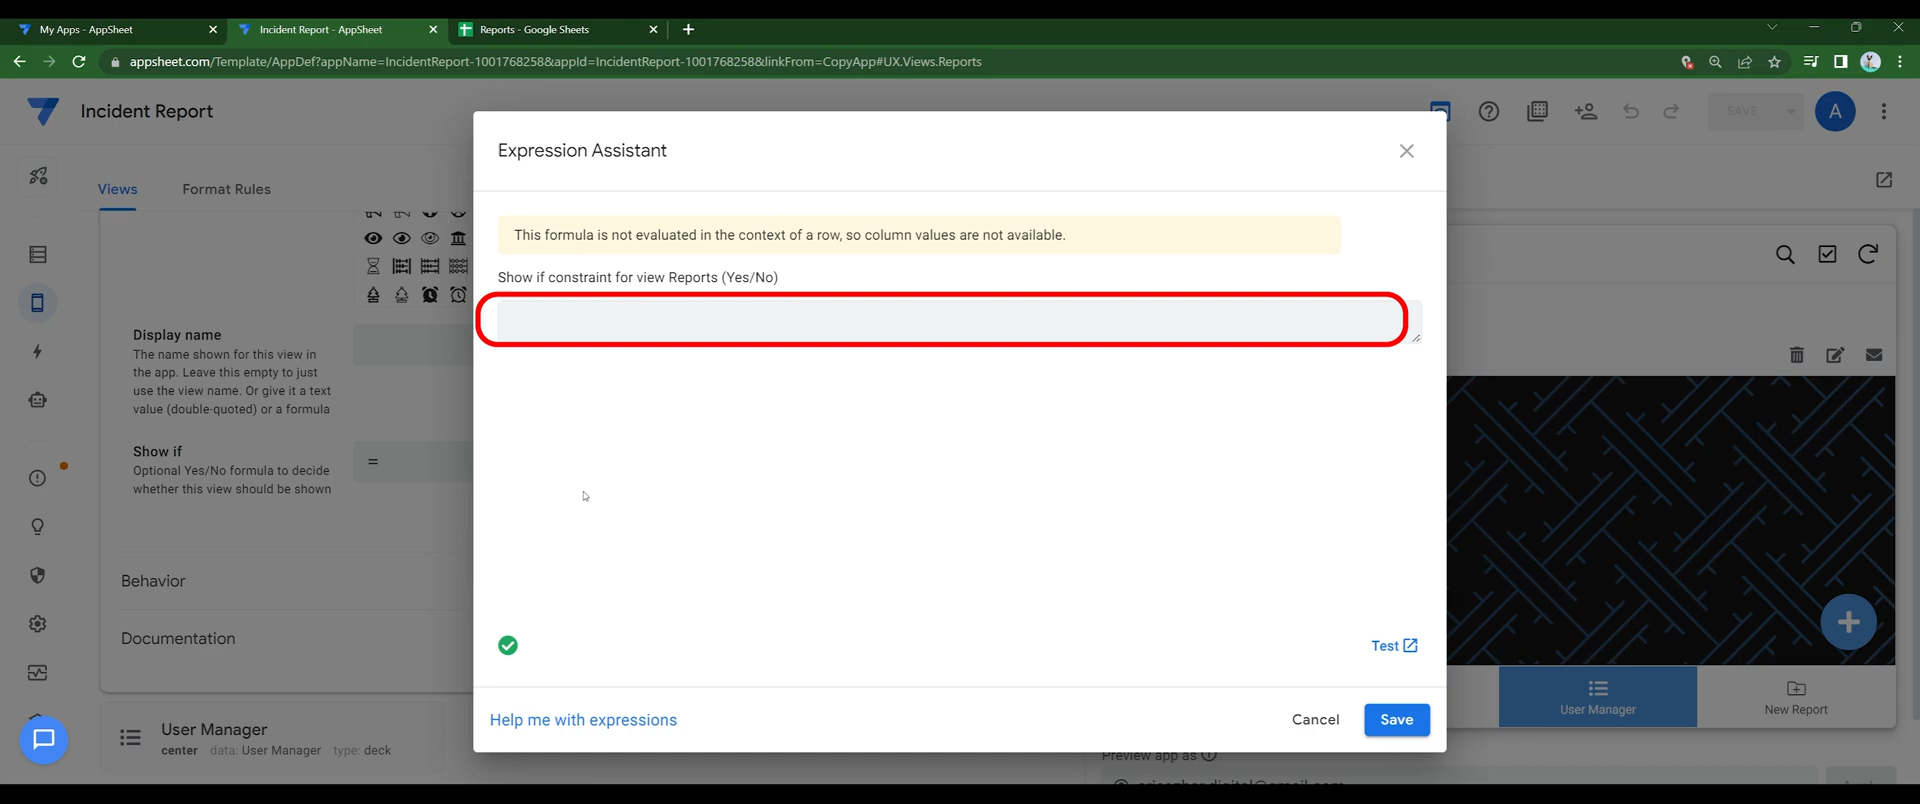 My Apps - AppSheet
Incident Report - AppSheet
Reports - Google Sheets
appsheet.com/Template/AppDef?appName=IncidentReport-1001768258&appId=IncidentReport-1001768258&linkFrom=CopyApp#UX.Views.Reports
Incident Report
SAVE
A
Views
Format Rules
Expression Assistant
This formula is not evaluated in the context of a row, so column values are not available.
Show if constraint for view Reports (Yes/No)
Display name
The name shown for this view in
the app. Leave this empty to just
use the view name. Or give it a text
value (double-quoted) or a formula
Show if
Optional Yes/No formula to decide
whether this view should be shown
=
Behavior
Documentation
Test
Help me with expressions
Cancel
Save
User Manager
center data: User Manager type: deck
User Manager
New Report
Preview app as